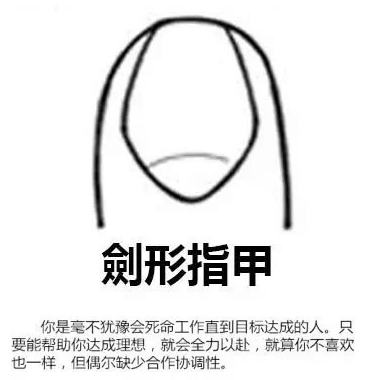 劍形指甲
你是毫不犹豫会死命工作直到目标达成的人。只
要能帮助你达成理想，就会全力以赴，就算你不喜欢
也一样，但偶尔缺少合作协调性。